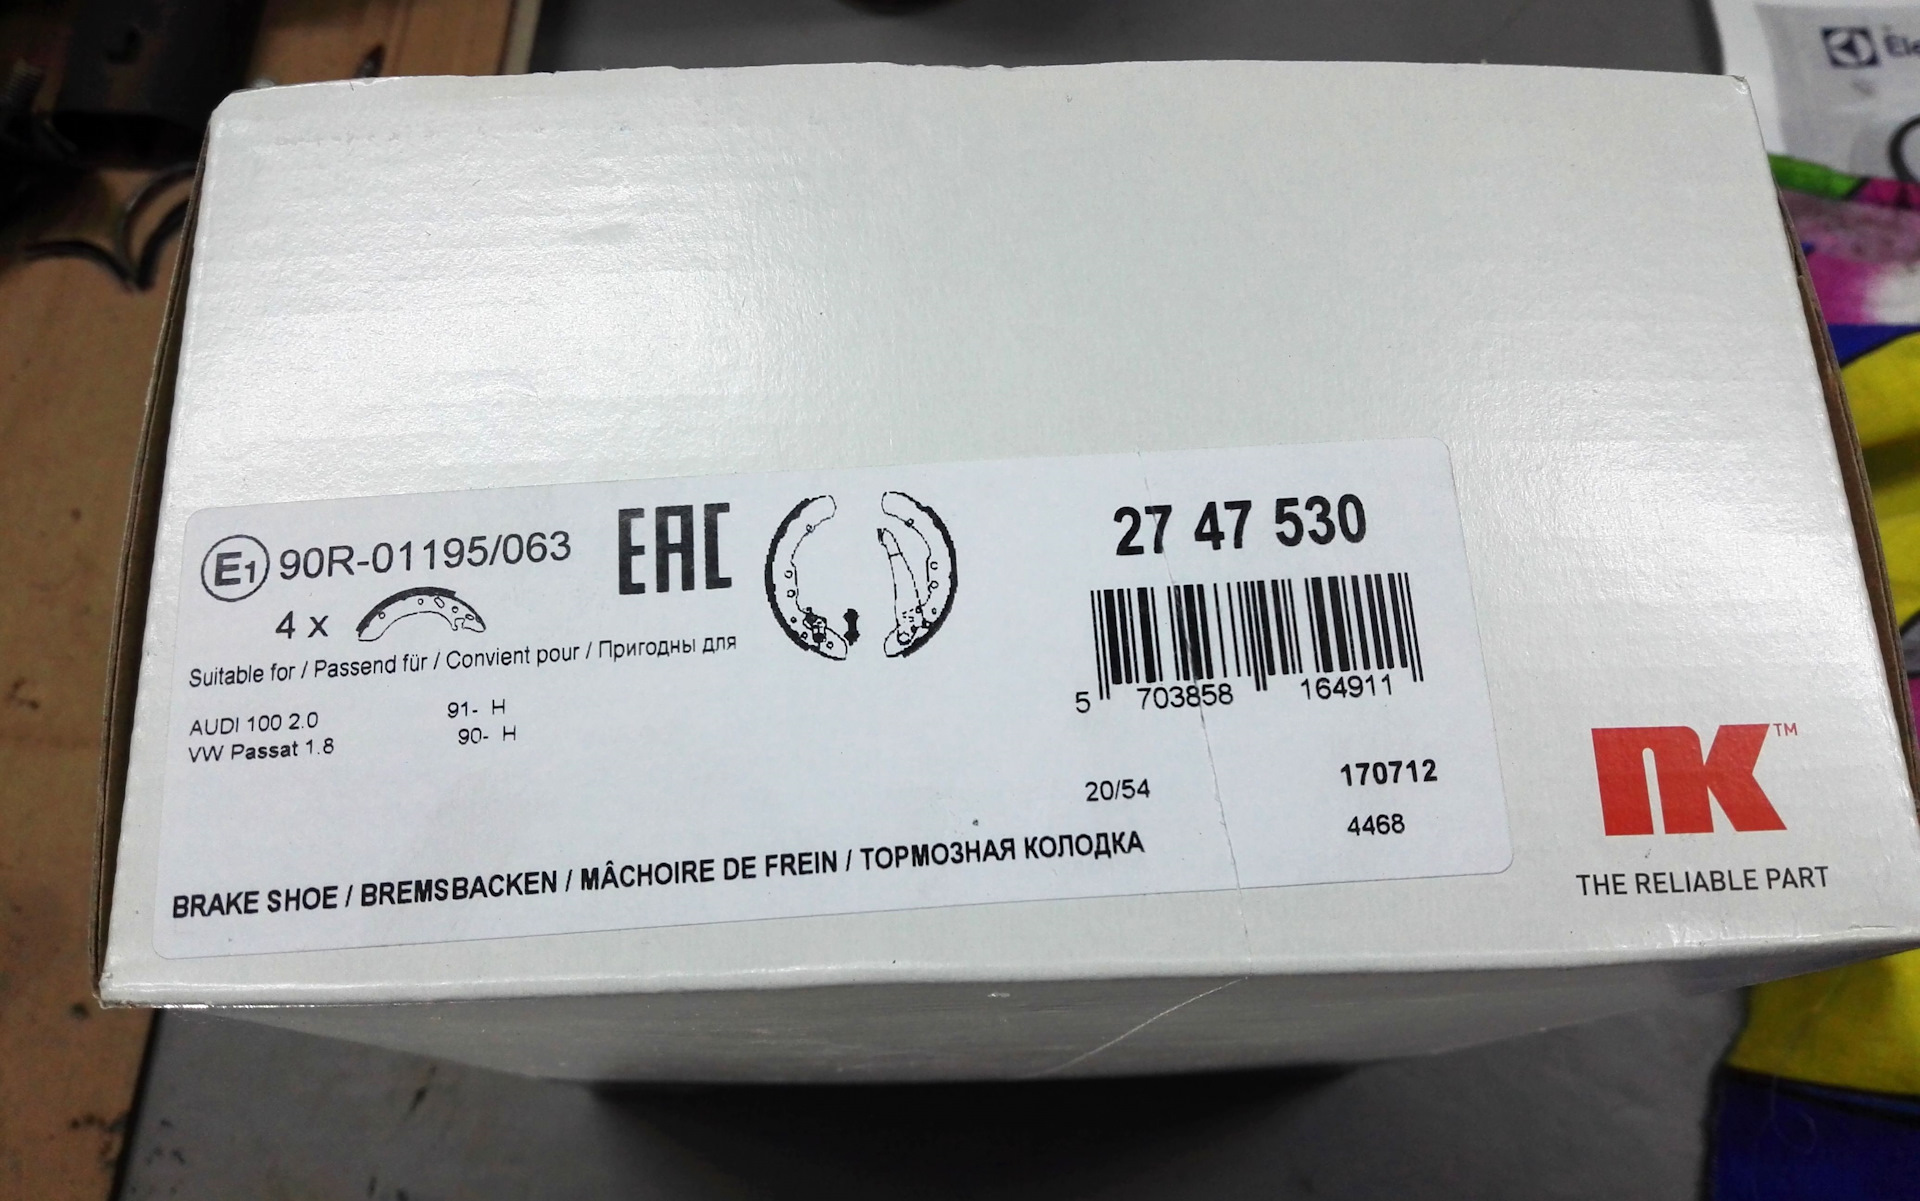 E1 90R-01195/063
EAC
4 x
Suitable for / Passend für / Convient pour / Пригодны для
AUDI 100 2.0 91- H
VW Passat 1.8 90- H
27 47 530
5 703858 164911
20/54 170712
4468
BRAKE SHOE / BREMSBACKEN / MÂCHOIRE DE FREIN / ТОРМОЗНАЯ КОЛОДКА
NK™
THE RELIABLE PART